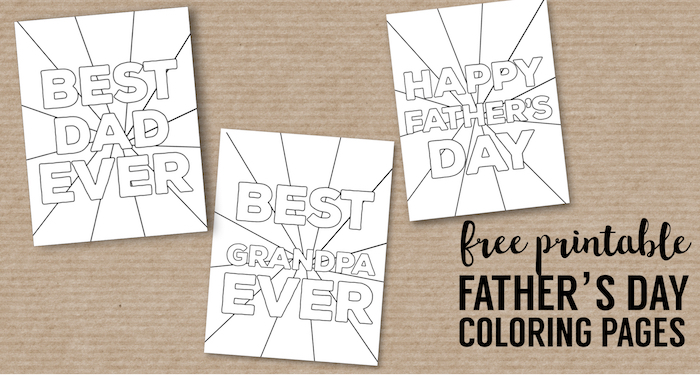 BEST
DAD
EVER
HAPPY
FATHER'S
DAY
BEST
GRANDPA
EVER
free printable
FATHER'S DAY
COLORING PAGES